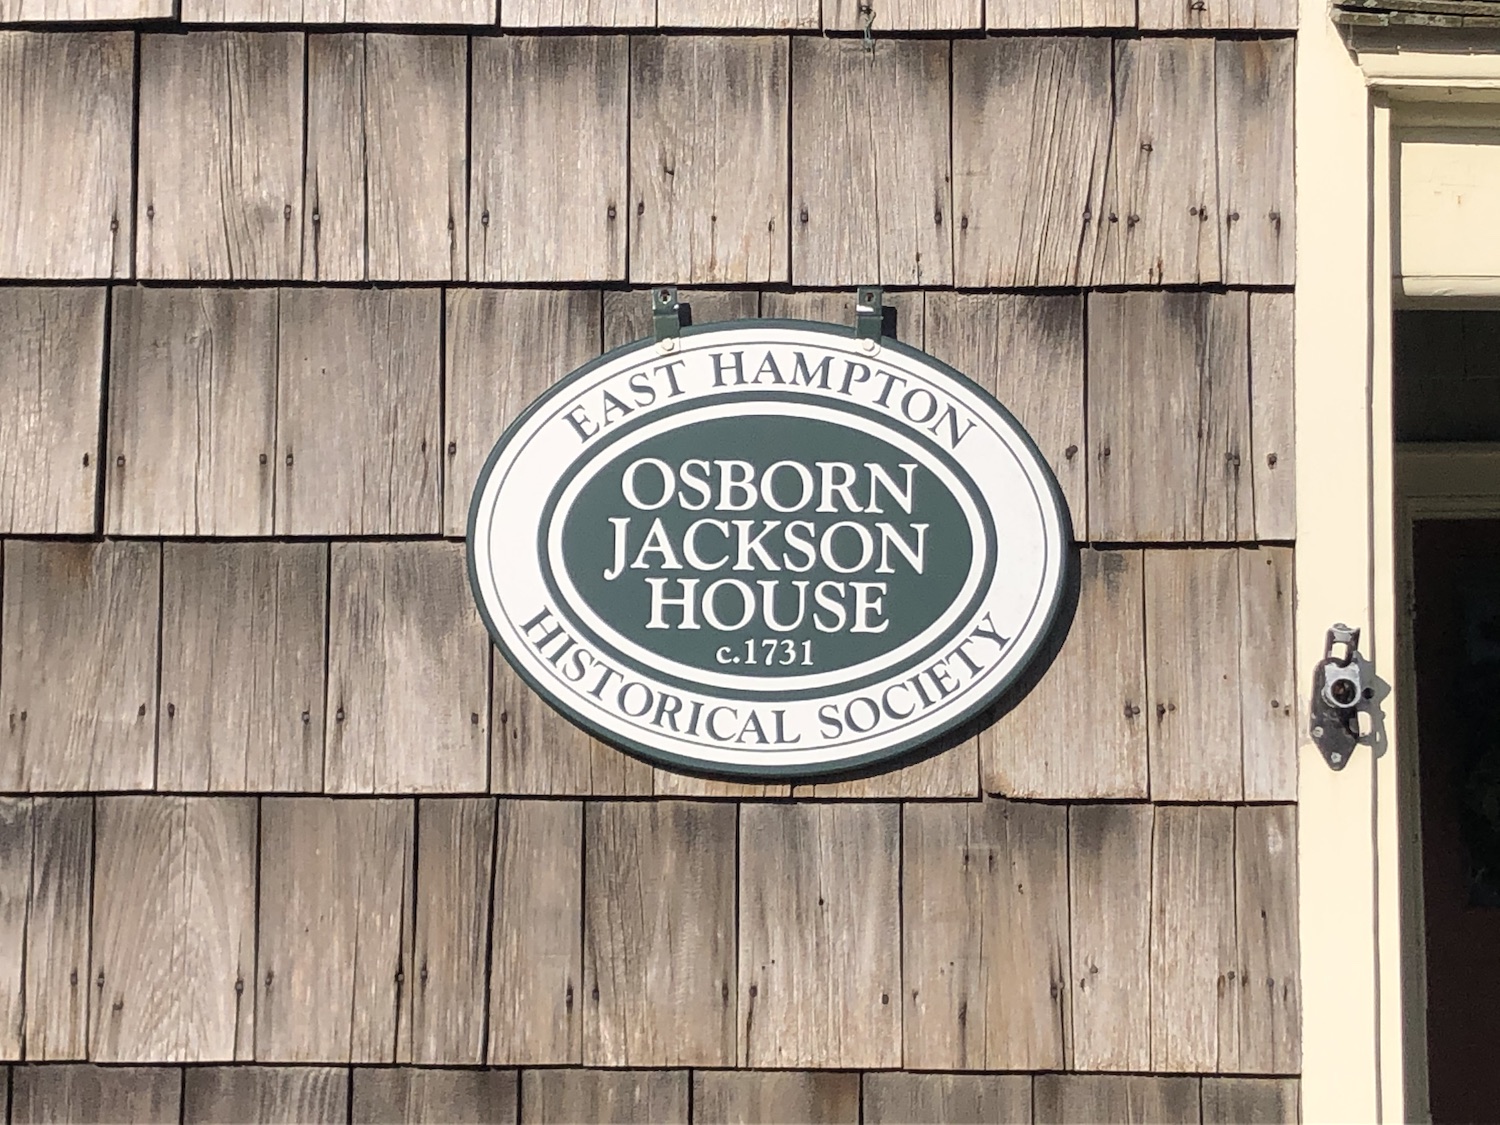 EAST HAMPTON
OSBORN
JACKSON
HOUSE
c.1731
HISTORICAL SOCIETY